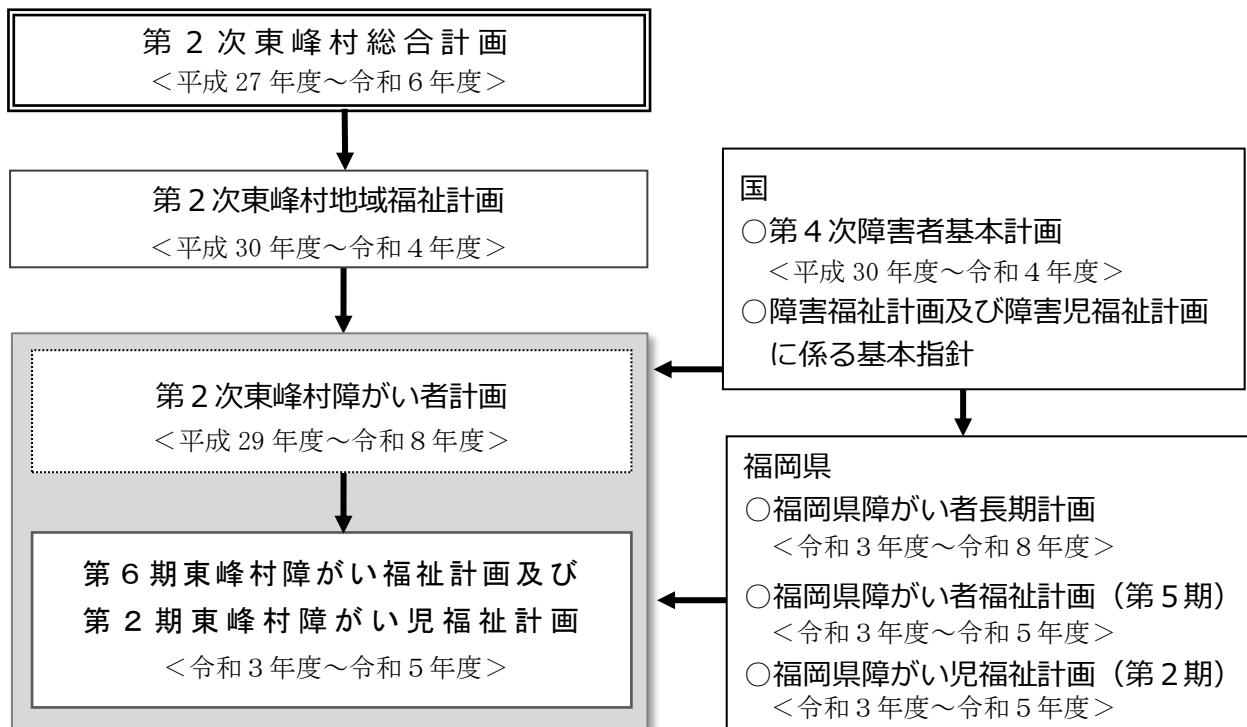 第２次東峰村総合計画
＜平成 27 年度～令和６年度＞
第２次東峰村地域福祉計画
＜平成 30 年度～令和４年度＞
第２次東峰村障がい者計画
＜平成 29 年度～令和８年度＞
第６期東峰村障がい福祉計画及び
第２期東峰村障がい児福祉計画
＜令和３年度～令和５年度＞
国
○第４次障害者基本計画
＜平成 30 年度～令和４年度＞
○障害福祉計画及び障害児福祉計画
に係る基本指針
福岡県
○福岡県障がい者長期計画
＜令和３年度～令和８年度＞
○福岡県障がい者福祉計画（第５期）
＜令和３年度～令和５年度＞
○福岡県障がい児福祉計画（第２期）
＜令和３年度～令和５年度＞